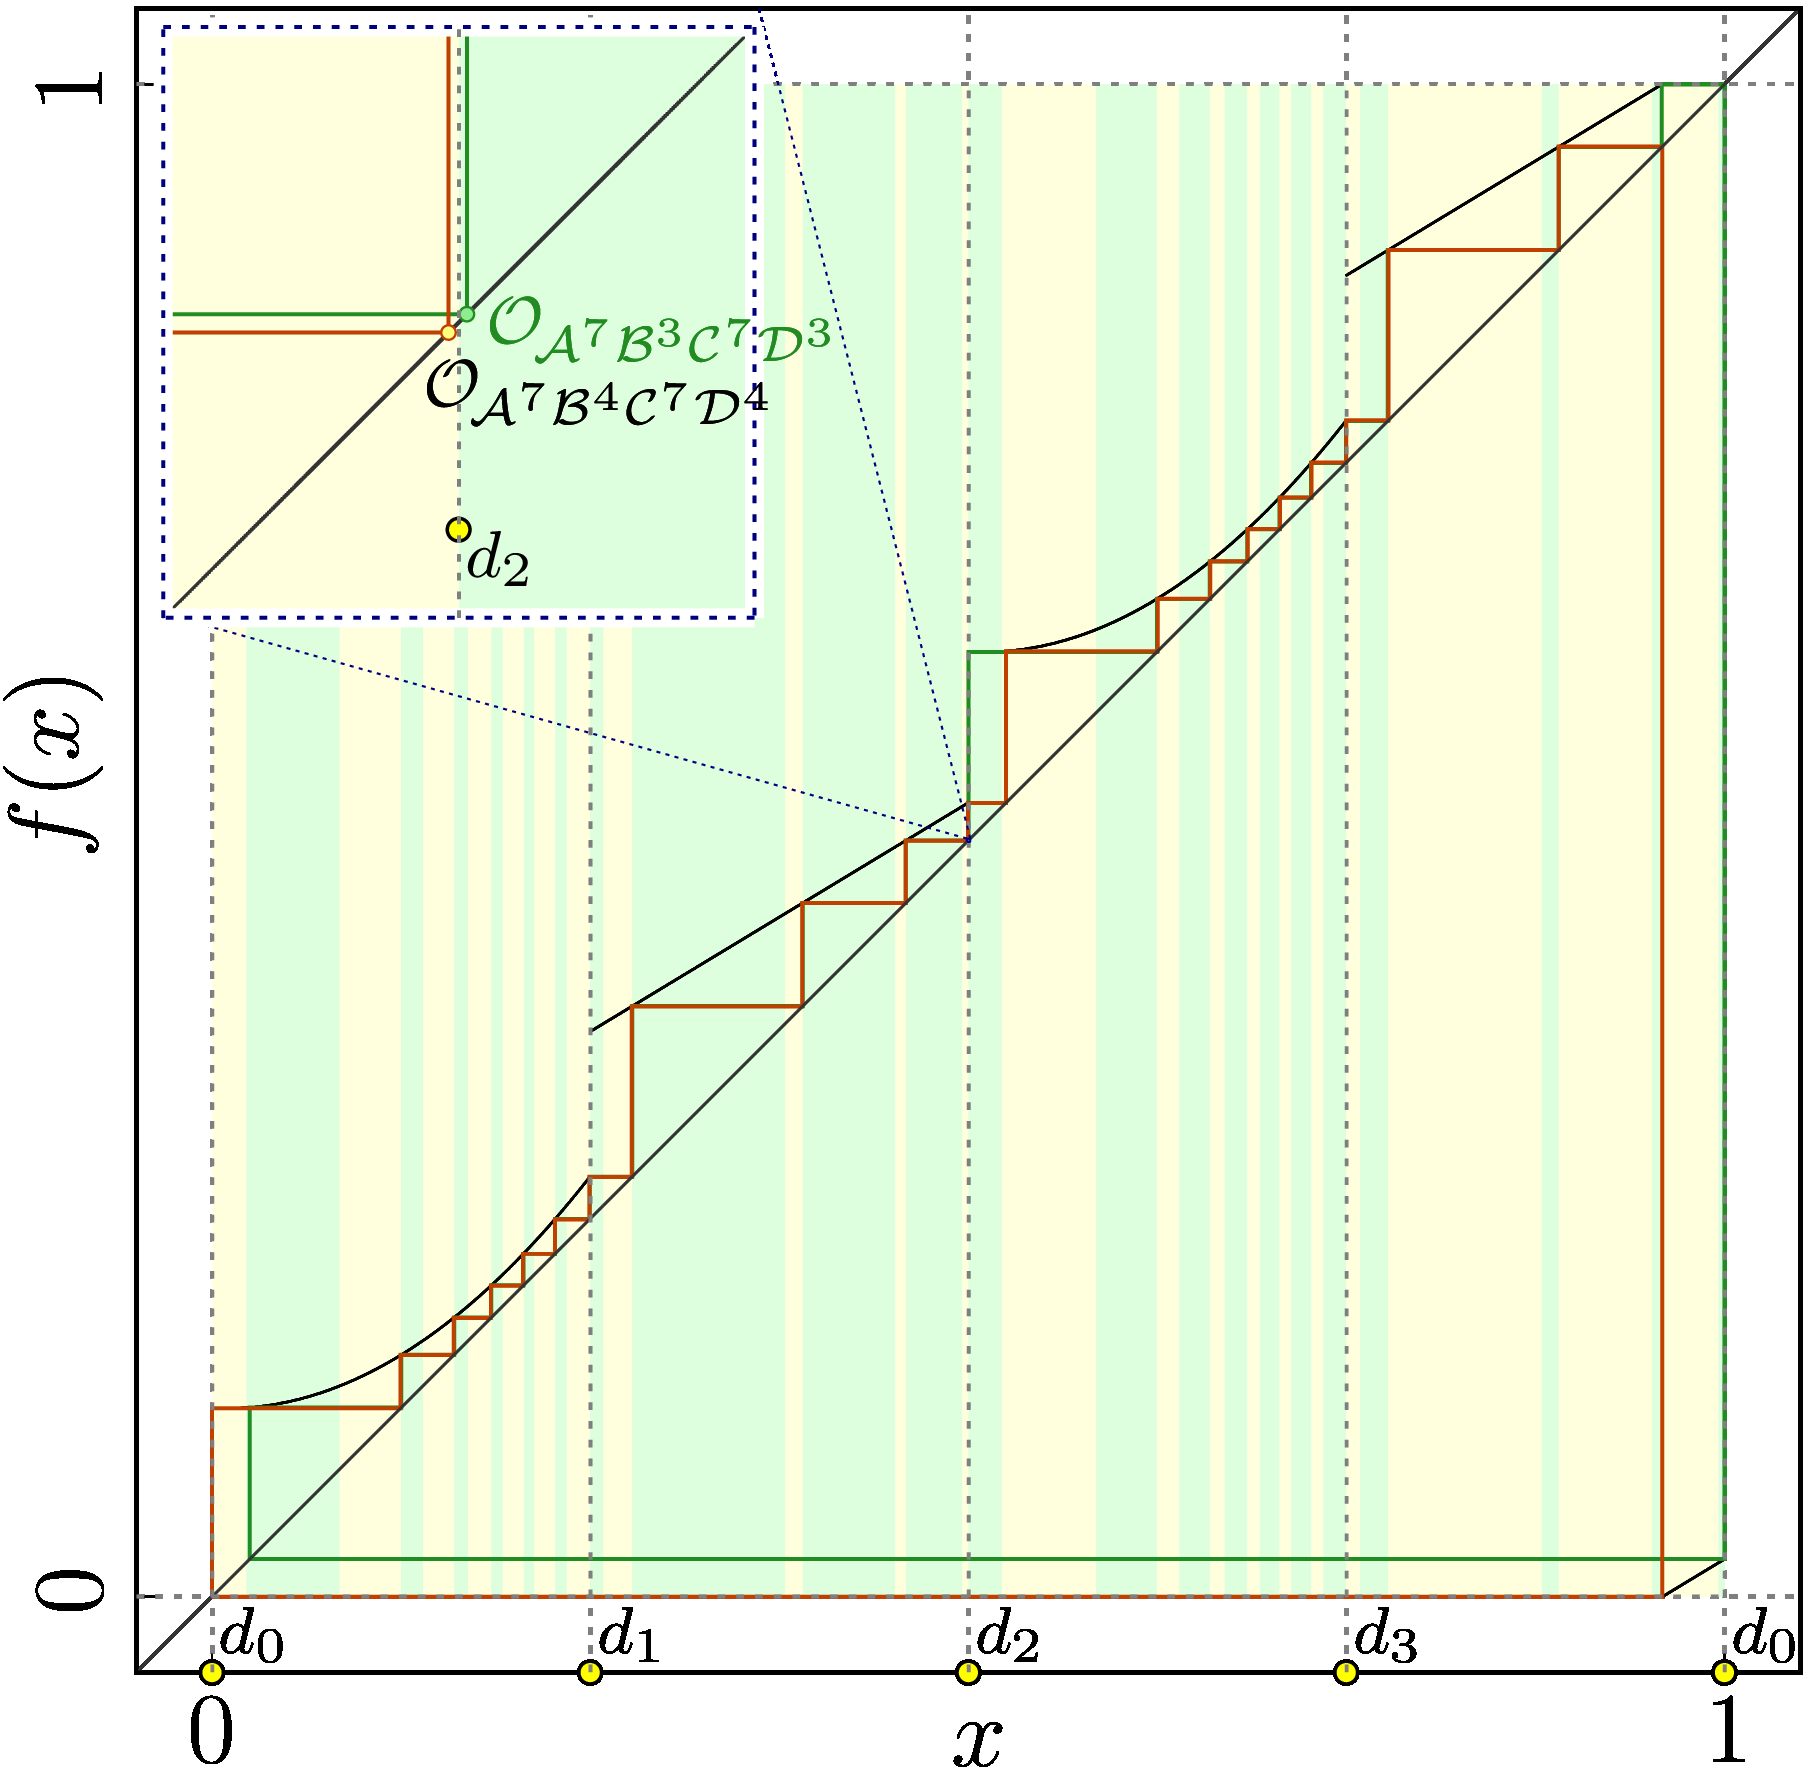 1
𝒪_{𝒜⁷ℬ³𝒞⁷𝒟³}
𝒪_{𝒜⁷ℬ⁴𝒞⁷𝒟⁴}
d₂
f(x)
0
d₀ d₁ d₂ d₃ d₀
0 x 1